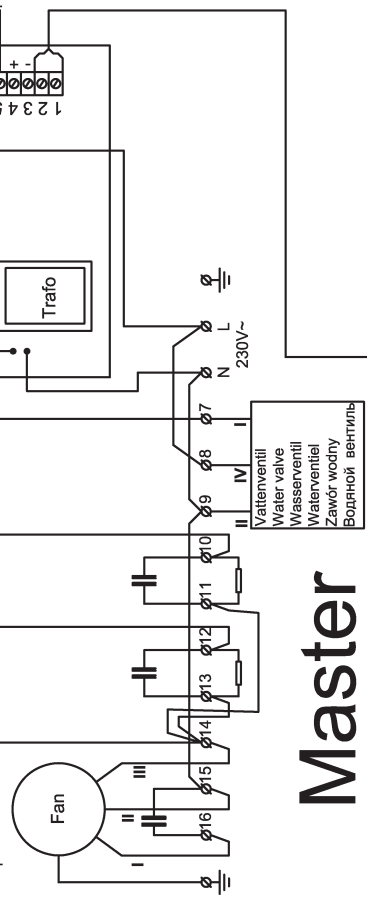 + -
5 4 3 2 1
Trafo
L
N
230V~
7
8
9
10
11
12
13
14
15
16
I
IV
II
Vattenventil
Water valve
Wasserventil
Waterventiel
Zawór wodny
Водяной вентиль
Fan
III
II
I
Master